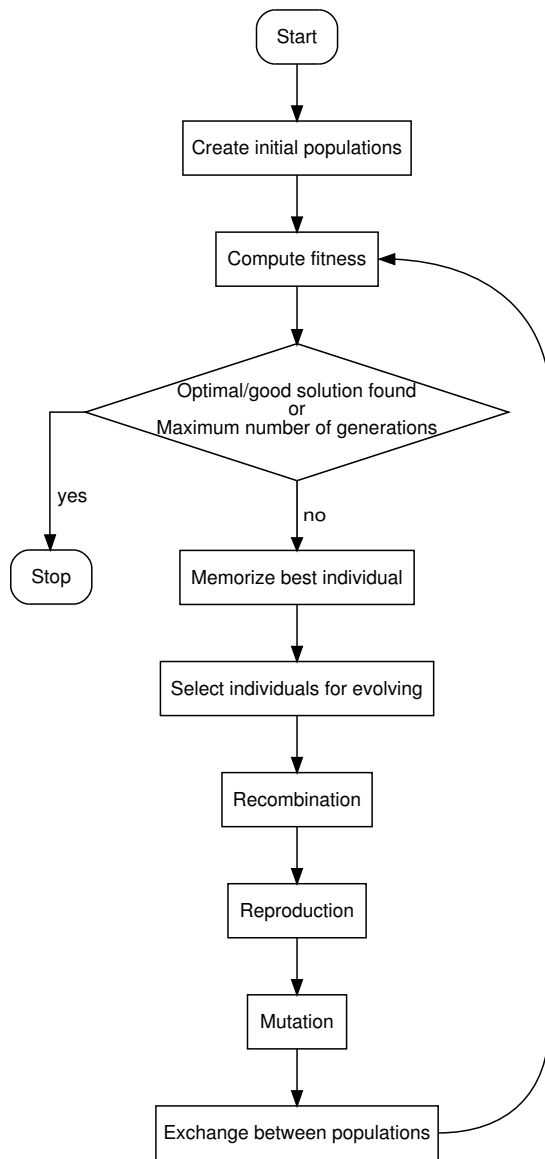 Start
Create initial populations
Compute fitness
Optimal/good solution found
or
Maximum number of generations
yes
no
Stop
Memorize best individual
Select individuals for evolving
Recombination
Reproduction
Mutation
Exchange between populations